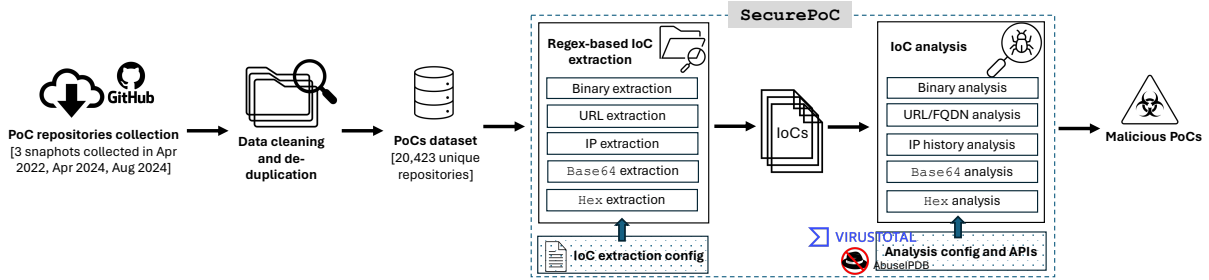 SecurePoC
GitHub
PoC repositories collection
[3 snaphots collected in Apr
2022, Apr 2024, Aug 2024]
Data cleaning
and de-
duplication
PoCs dataset
[20,423 unique
repositories]
Regex-based IoC
extraction
Binary extraction
URL extraction
IP extraction
Base64 extraction
Hex extraction
IoC extraction config
IoCs
IoC analysis
Binary analysis
URL/FQDN analysis
IP history analysis
Base64 analysis
Hex analysis
VIRUSTOTAL
Analysis config and APIs
AbuseIPDB
Malicious PoCs